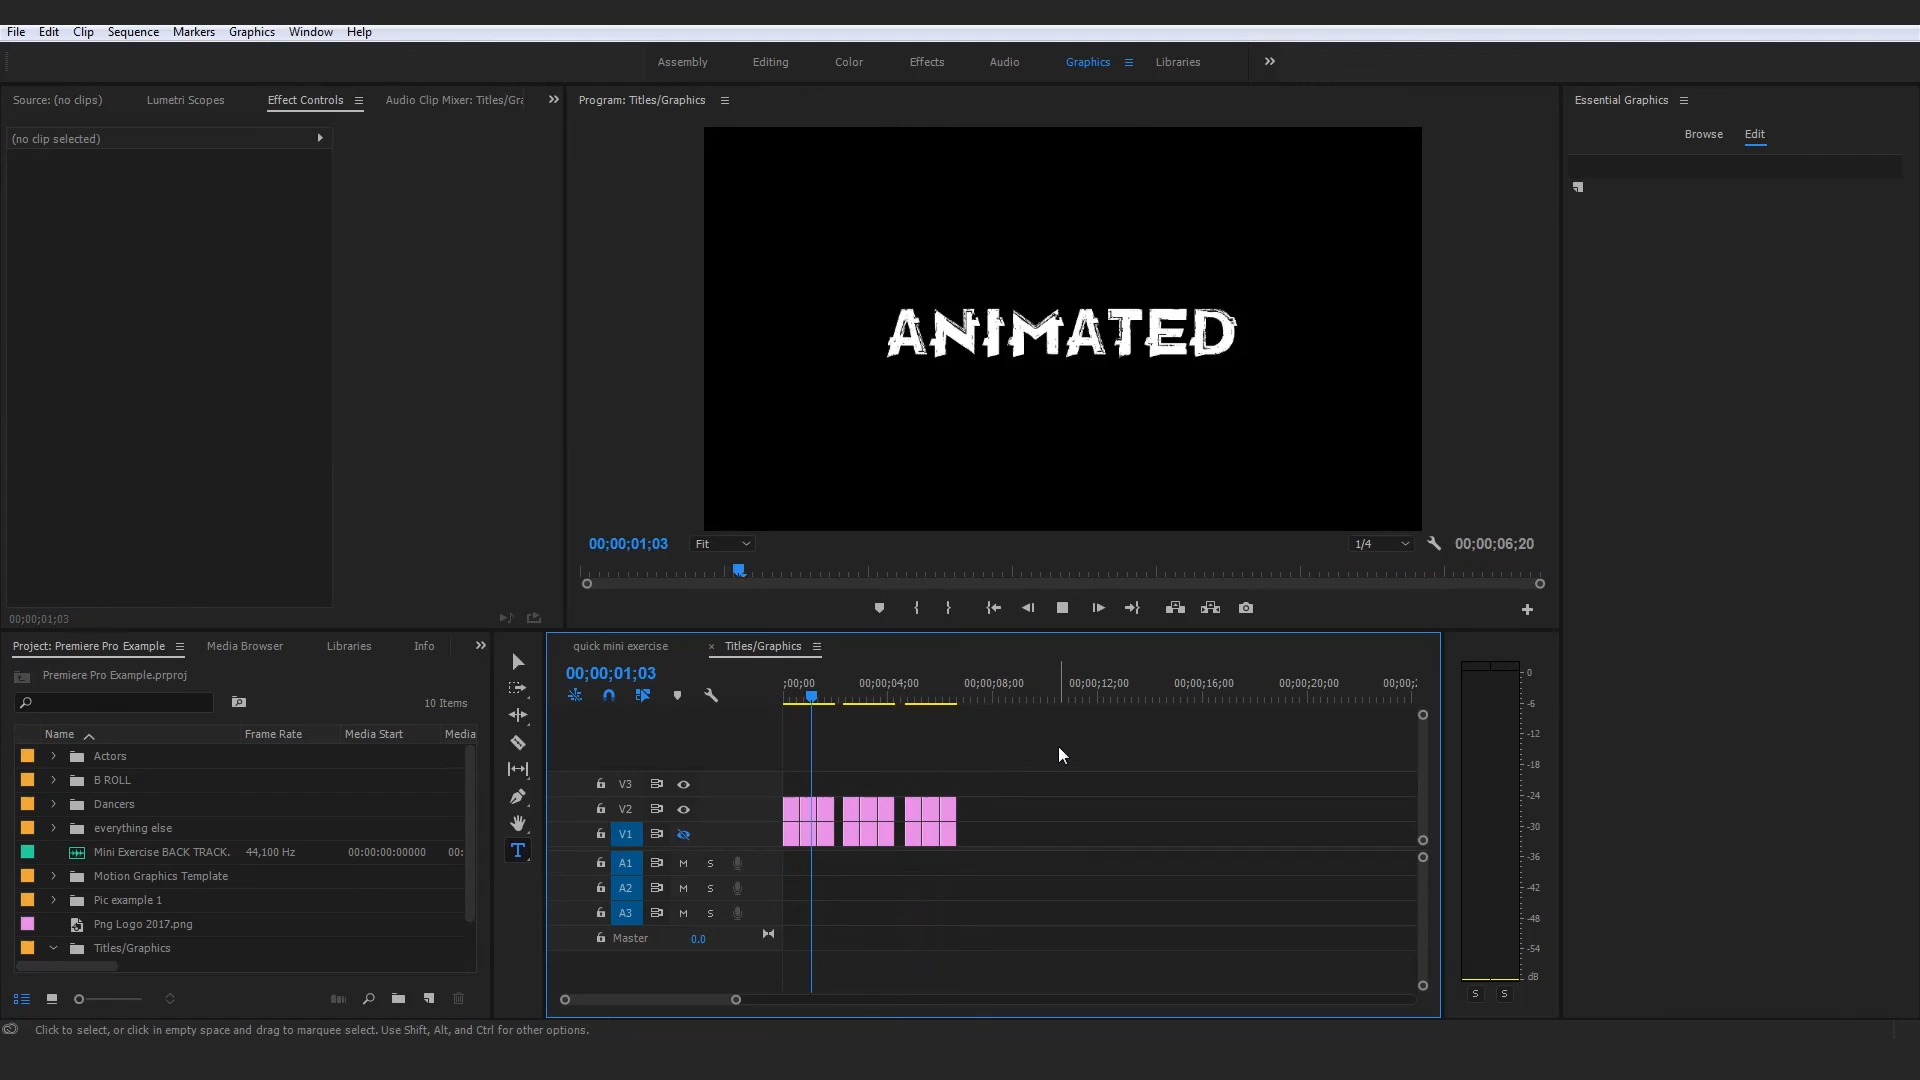 File Edit Clip Sequence Markers Graphics Window Help
Assembly Editing Color Effects Audio Graphics Libraries
Source: (no clips) Lumetri Scopes Effect Controls Audio Clip Mixer: Titles/Gra
(no clip selected)
00;00;01;03
Program: Titles/Graphics
ANIMATED
00;00;01;03 Fit 1/4 00;00;06;20
Essential Graphics
Browse Edit
Project: Premiere Pro Example Media Browser Libraries Info
Premiere Pro Example.prproj
10 Items
Name Frame Rate Media Start Media
Actors
B ROLL
Dancers
everything else
Mini Exercise BACK TRACK. 44,100 Hz 00:00:00:00000 00:
Motion Graphics Template
Pic example 1
Png Logo 2017.png
Titles/Graphics
quick mini exercise × Titles/Graphics
00;00;01;03
;00;00 00;00;04;00 00;00;08;00 00;00;12;00 00;00;16;00 00;00;20;00 00;00;
V3
V2
V1
A1 M S
A2 M S
A3 M S
Master 0.0
0
-6
-12
-18
-24
-30
-36
-42
-48
-54
dB
S S
Click to select, or click in empty space and drag to marquee select. Use Shift, Alt, and Ctrl for other options.